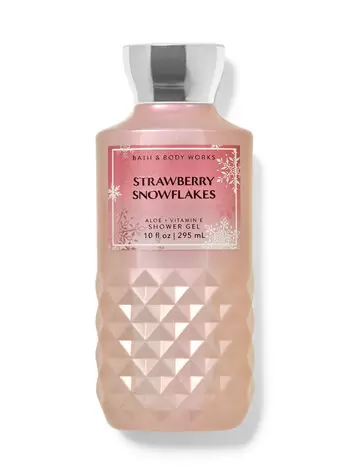 BATH & BODY WORKS
STRAWBERRY
SNOWFLAKES
ALOE + VITAMIN E
SHOWER GEL
10 fl oz | 295 mL